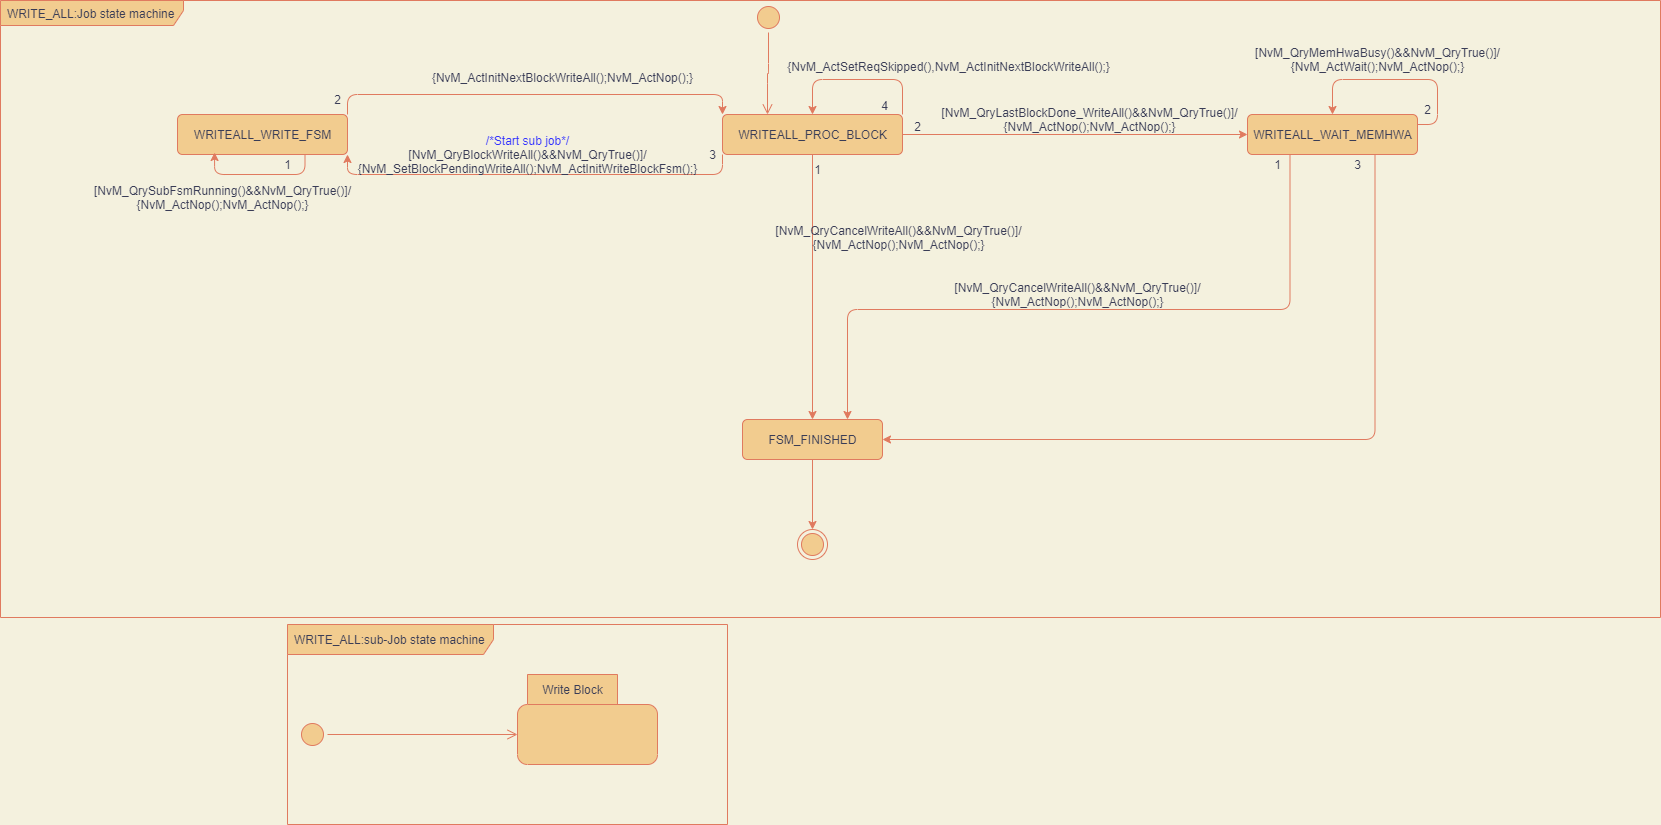 WRITE_ALL:Job state machine
[NvM_QryMemHwaBusy()&&NvM_QryTrue()]/
{NvM_ActWait();NvM_ActNop();}
{NvM_ActInitNextBlockWriteAll();NvM_ActNop();}
{NvM_ActSetReqSkipped(),NvM_ActInitNextBlockWriteAll();}
2
4
2
[NvM_QryLastBlockDone_WriteAll()&&NvM_QryTrue()]/
{NvM_ActNop();NvM_ActNop();}
2
WRITEALL_WRITE_FSM
WRITEALL_PROC_BLOCK
WRITEALL_WAIT_MEMHWA
/*Start sub job*/
[NvM_QryBlockWriteAll()&&NvM_QryTrue()]/
{NvM_SetBlockPendingWriteAll();NvM_ActInitWriteBlockFsm();}
3
1
1
1
3
[NvM_QrySubFsmRunning()&&NvM_QryTrue()]/
{NvM_ActNop();NvM_ActNop();}
[NvM_QryCancelWriteAll()&&NvM_QryTrue()]/
{NvM_ActNop();NvM_ActNop();}
[NvM_QryCancelWriteAll()&&NvM_QryTrue()]/
{NvM_ActNop();NvM_ActNop();}
FSM_FINISHED
WRITE_ALL:sub-Job state machine
Write Block